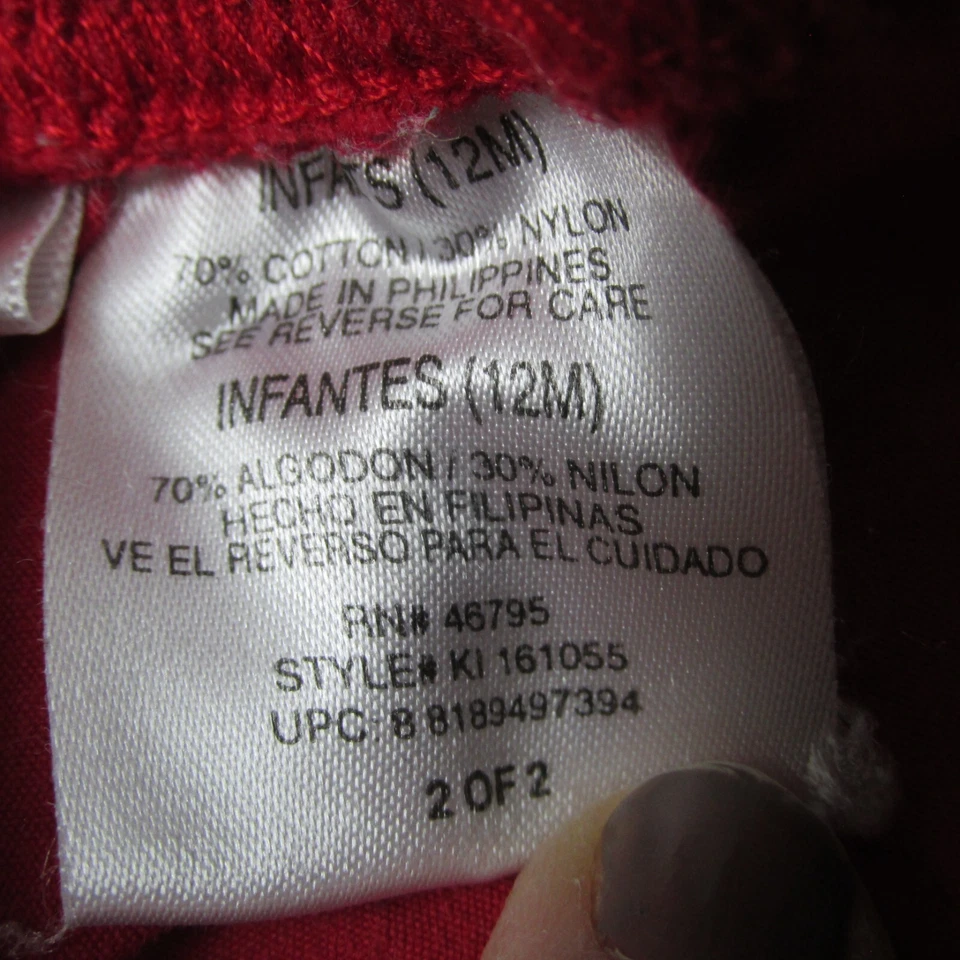 INFANTS (12M)
70% COTTON / 30% NYLON
MADE IN PHILIPPINES
SEE REVERSE FOR CARE
INFANTES (12M)
70% ALGODON / 30% NILON
HECHO EN FILIPINAS
VE EL REVERSO PARA EL CUIDADO
RN# 46795
STYLE# KI 161055
UPC: 8 8189497394
2 OF 2